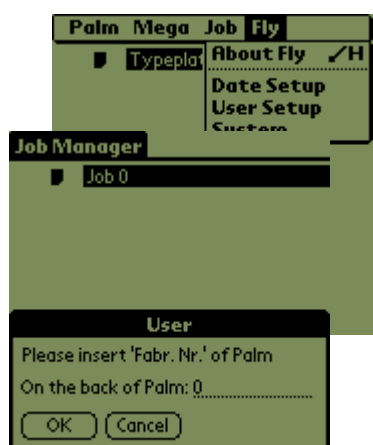 Palm Mega Job Fly
Typeplat
About Fly /H
Date Setup
User Setup
System
Job Manager
Job 0
User
Please insert 'Fabr. Nr.' of Palm
On the back of Palm: 0
OK Cancel